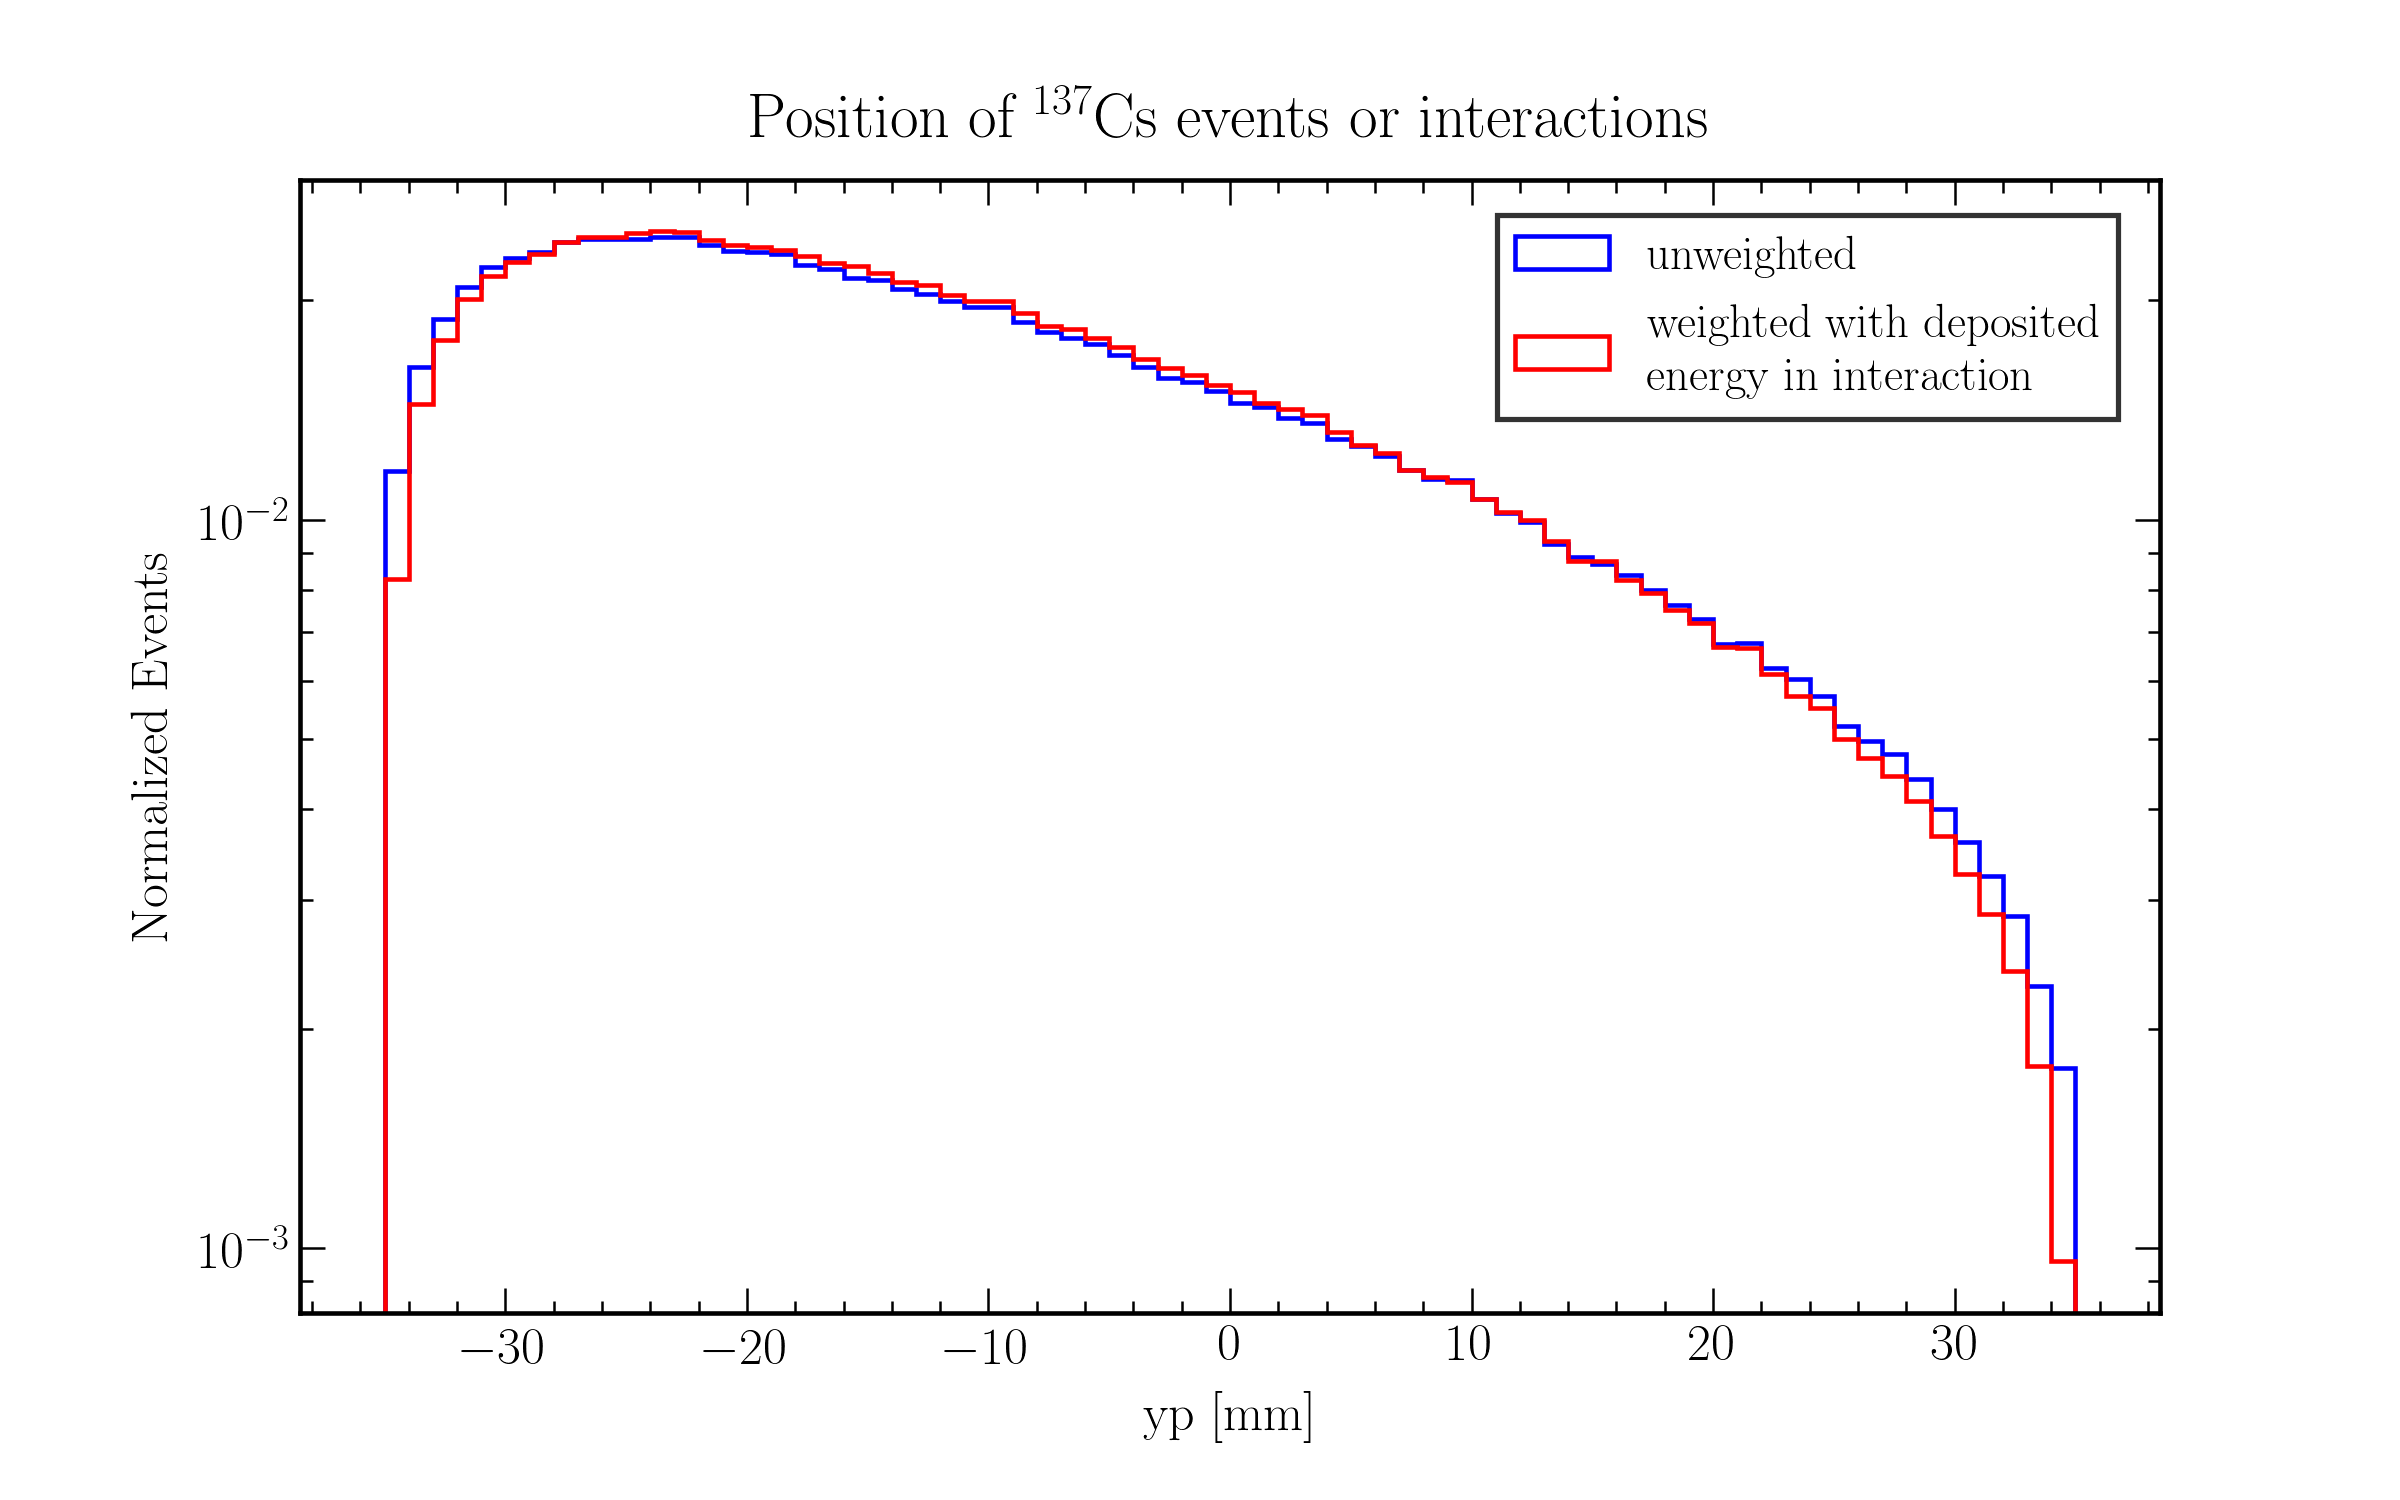 Position of ¹³⁷Cs events or interactions
unweighted
weighted with deposited
energy in interaction
Normalized Events
10⁻²
10⁻³
−30 −20 −10 0 10 20 30
yp [mm]